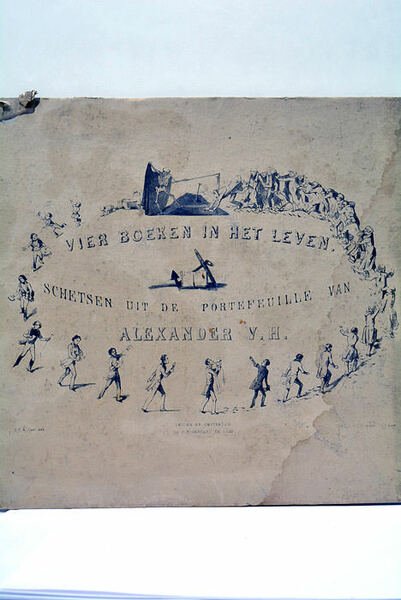 VIER BOEKEN IN HET LEVEN.
SCHETSEN UIT DE PORTEFEUILLE VAN
ALEXANDER V.H.